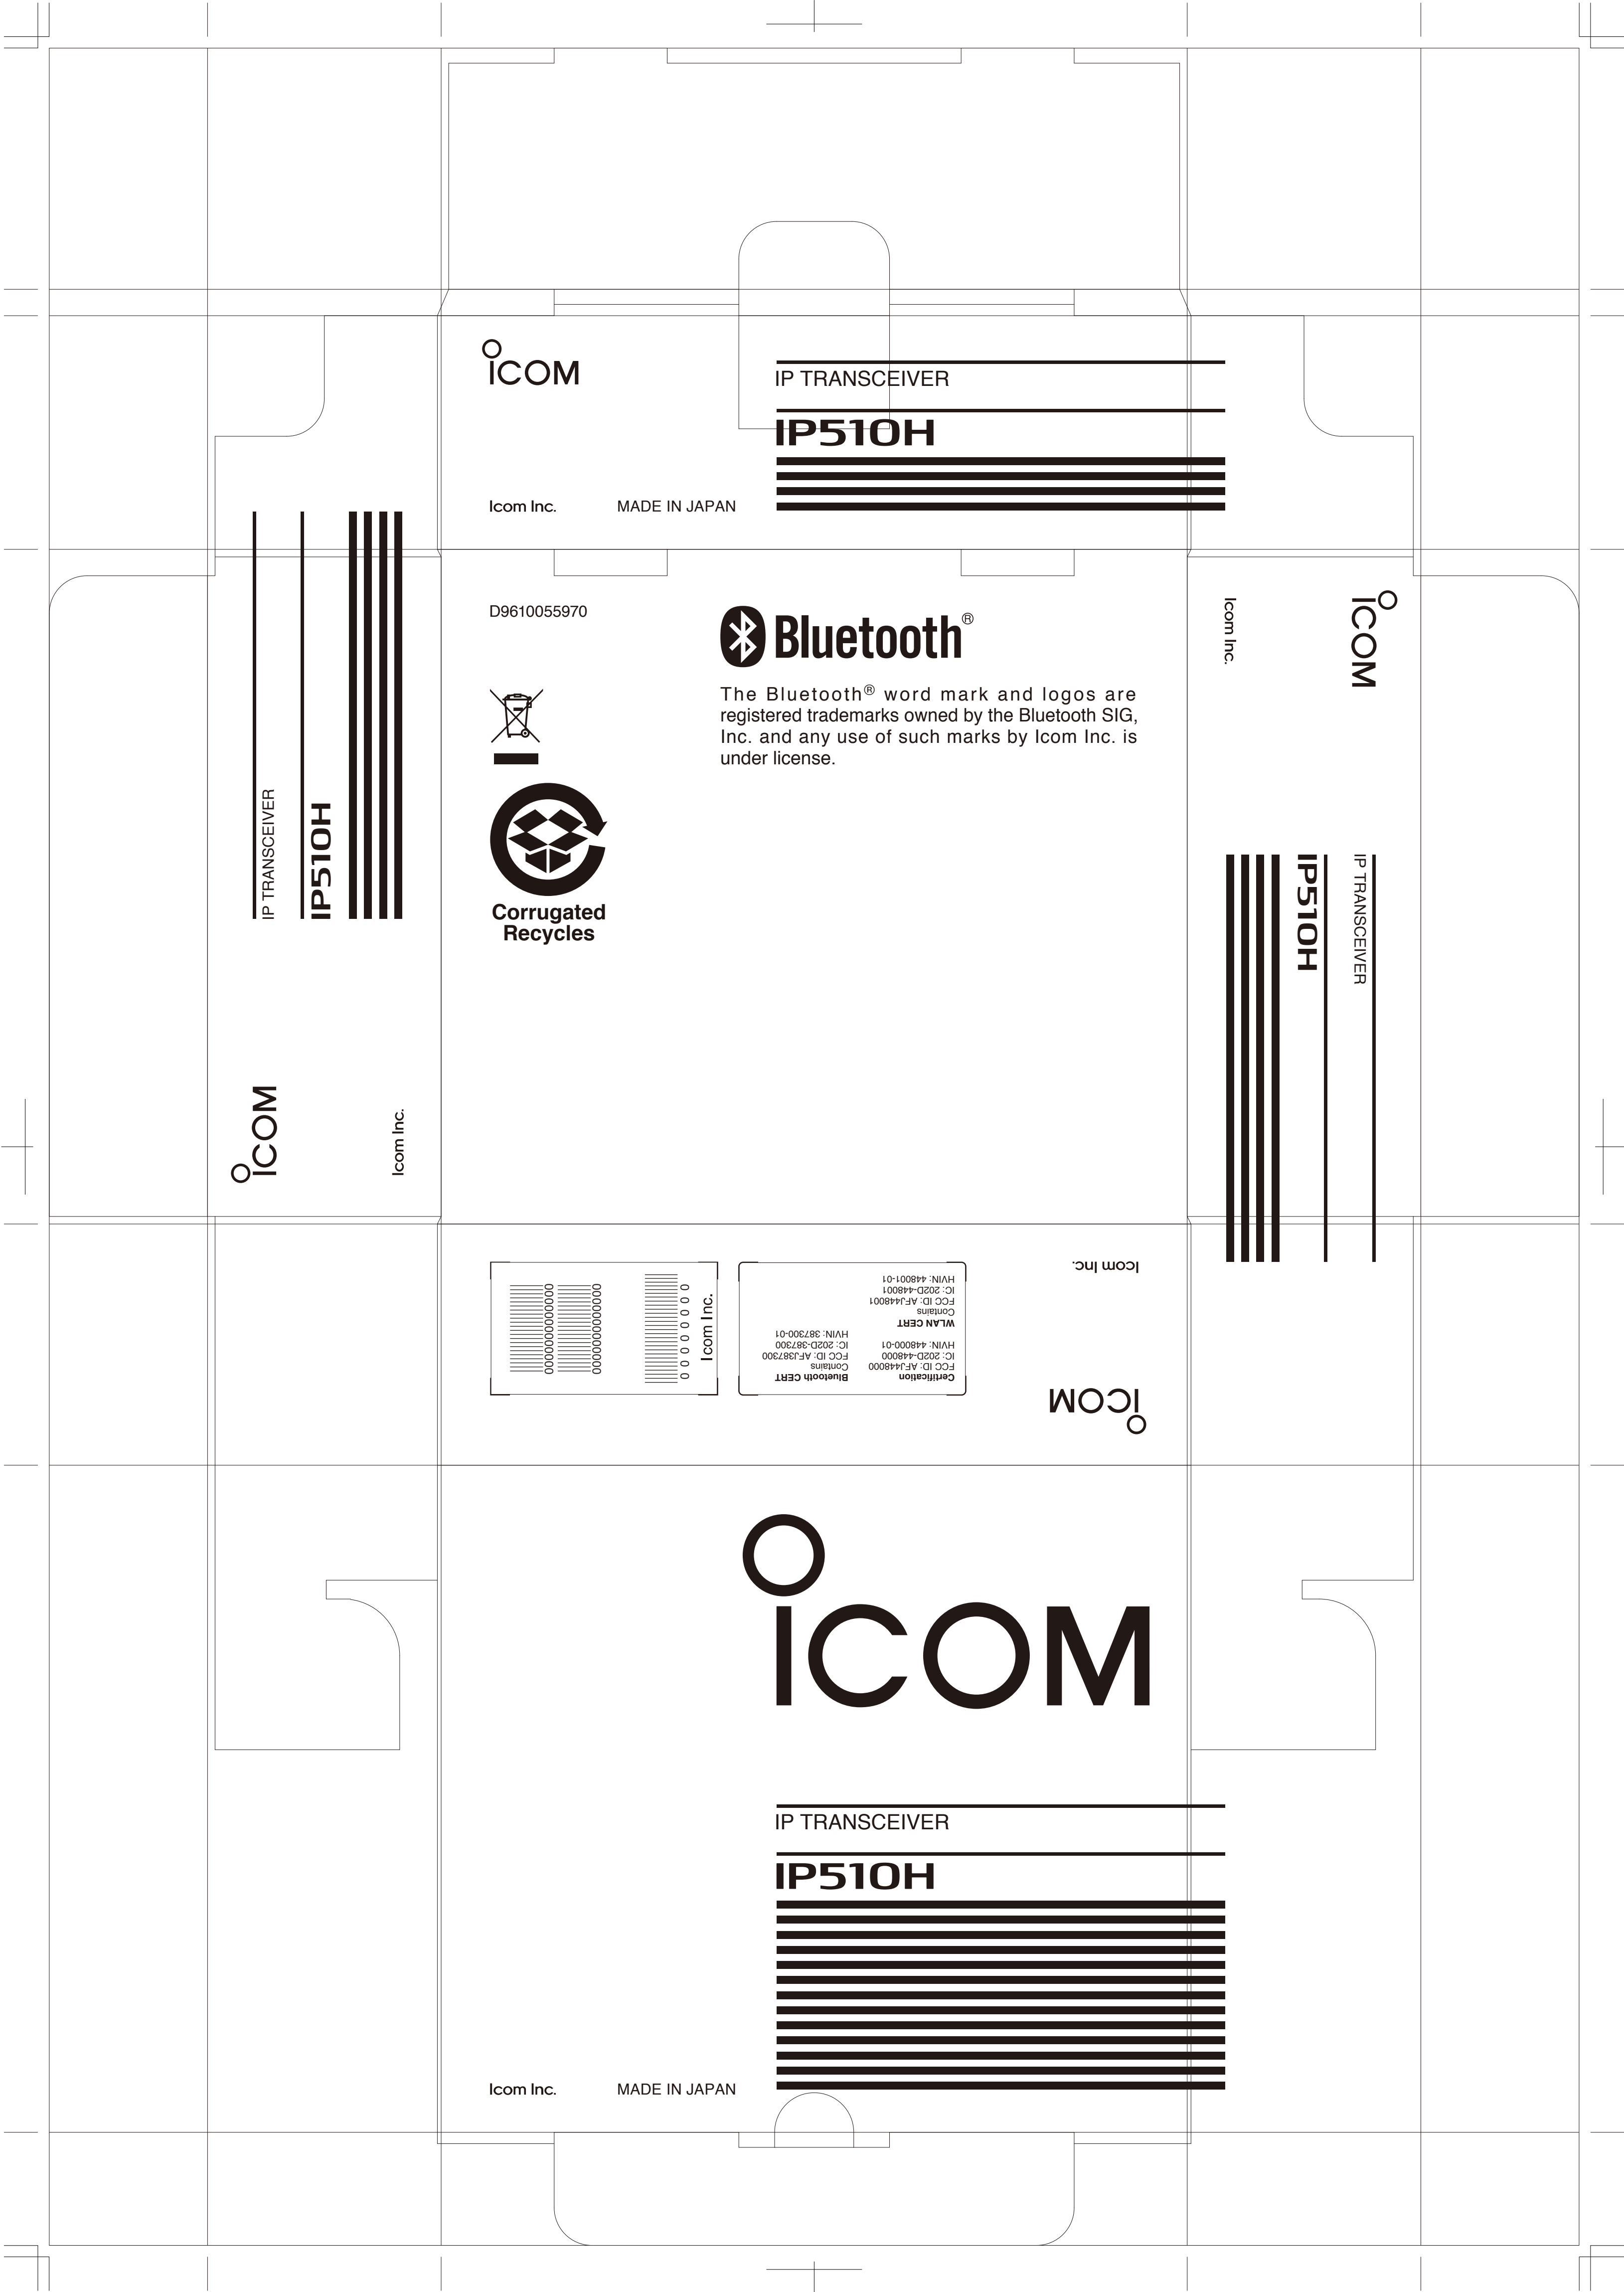 ICOM
IP TRANSCEIVER
IP510H
Icom Inc.
MADE IN JAPAN
D9610055970
Bluetooth®
The Bluetooth® word mark and logos are
registered trademarks owned by the Bluetooth SIG,
Inc. and any use of such marks by Icom Inc. is
under license.
Corrugated
Recycles
IP TRANSCEIVER
IP510H
ICOM
Icom Inc.
ICOM
Icom Inc.
IP TRANSCEIVER
IP510H
ICOM
Icom Inc.
Certification
FCC ID: AFJ448000
IC: 202D-448000
HVIN: 448000-01
WLAN CERT
Contains
FCC ID: AFJ448001
IC: 202D-448001
HVIN: 448001-01
Bluetooth CERT
Contains
FCC ID: AFJ387300
IC: 202D-387300
HVIN: 387300-01
Icom Inc.
ICOM
IP TRANSCEIVER
IP510H
Icom Inc.
MADE IN JAPAN